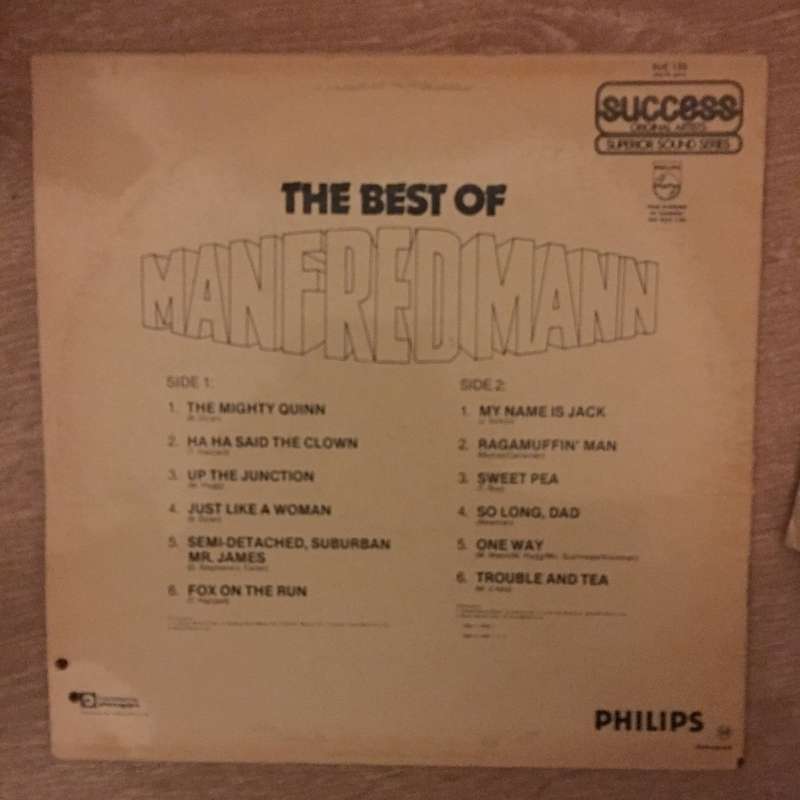 success
ORIGINAL ARTISTS
SUPERIOR SOUND SERIES
PHILIPS
THE BEST OF
MANFRED MANN
SIDE 1:
1. THE MIGHTY QUINN
2. HA HA SAID THE CLOWN
3. UP THE JUNCTION
4. JUST LIKE A WOMAN
5. SEMI-DETACHED, SUBURBAN
MR. JAMES
6. FOX ON THE RUN
SIDE 2:
1. MY NAME IS JACK
2. RAGAMUFFIN' MAN
3. SWEET PEA
4. SO LONG, DAD
5. ONE WAY
6. TROUBLE AND TEA
PHILIPS